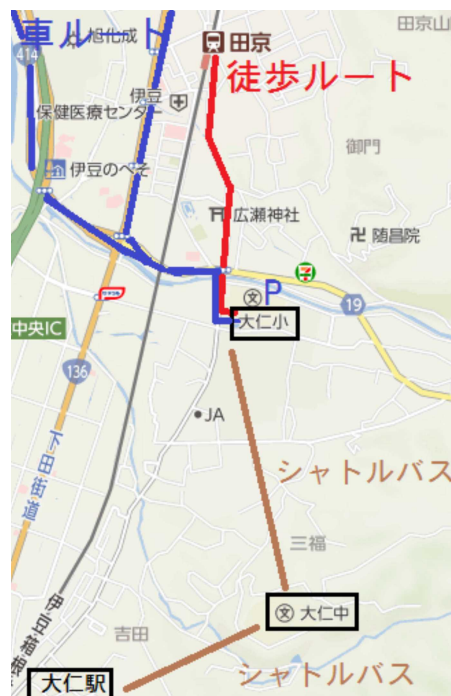 車ルート
旭化成
田京
田京山
414
徒歩ルート
伊豆
保健医療センター
御門
伊豆のへそ
広瀬神社
随昌院
P
19
大仁小
中央IC
136
JA
下田街道
シャトルバス
三福
大仁中
伊豆箱根
吉田
シャトルバス
大仁駅